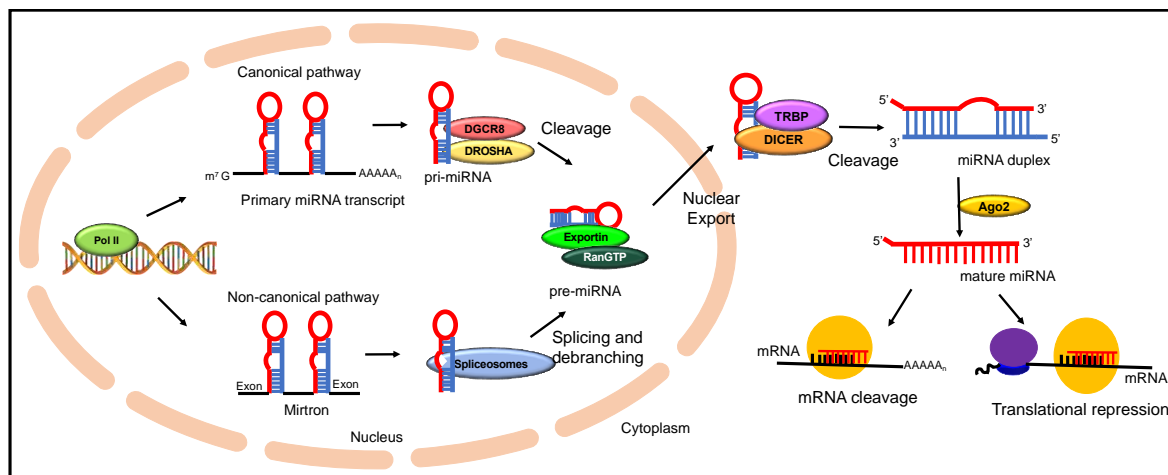 Canonical pathway
m⁷ G
AAAAAₙ
Primary miRNA transcript
DGCR8
DROSHA
pri-miRNA
Cleavage
Pol II
Exportin
RanGTP
pre-miRNA
Non-canonical pathway
Exon
Exon
Mirtron
Spliceosomes
Splicing and
debranching
Nucleus
Cytoplasm
Nuclear
Export
TRBP
DICER
Cleavage
5’
3’
3’
5’
miRNA duplex
Ago2
5’
3’
mature miRNA
mRNA
AAAAAₙ
mRNA cleavage
mRNA
Translational repression